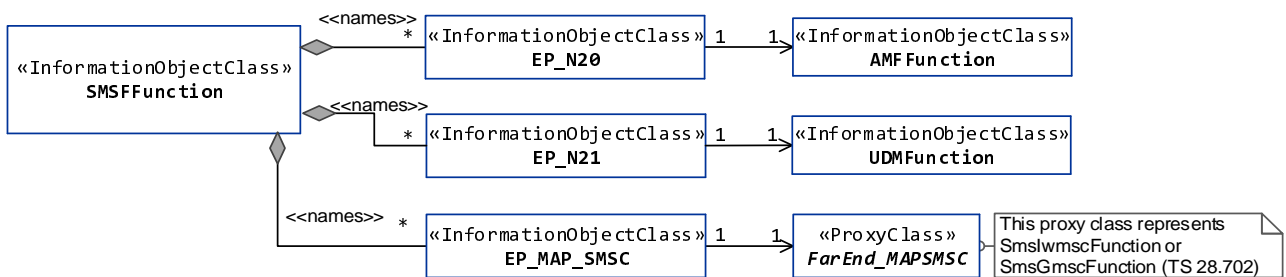 <<names>>
«InformationObjectClass»
SMSFFunction
*
«InformationObjectClass»
EP_N20
1
1
«InformationObjectClass»
AMFFunction
<<names>>
*
«InformationObjectClass»
EP_N21
1
1
«InformationObjectClass»
UDMFunction
<<names>>
*
«InformationObjectClass»
EP_MAP_SMSC
1
1
«ProxyClass»
FarEnd_MAPSMSC
This proxy class represents
SmsIwmscFunction or
SmsGmscFunction (TS 28.702)